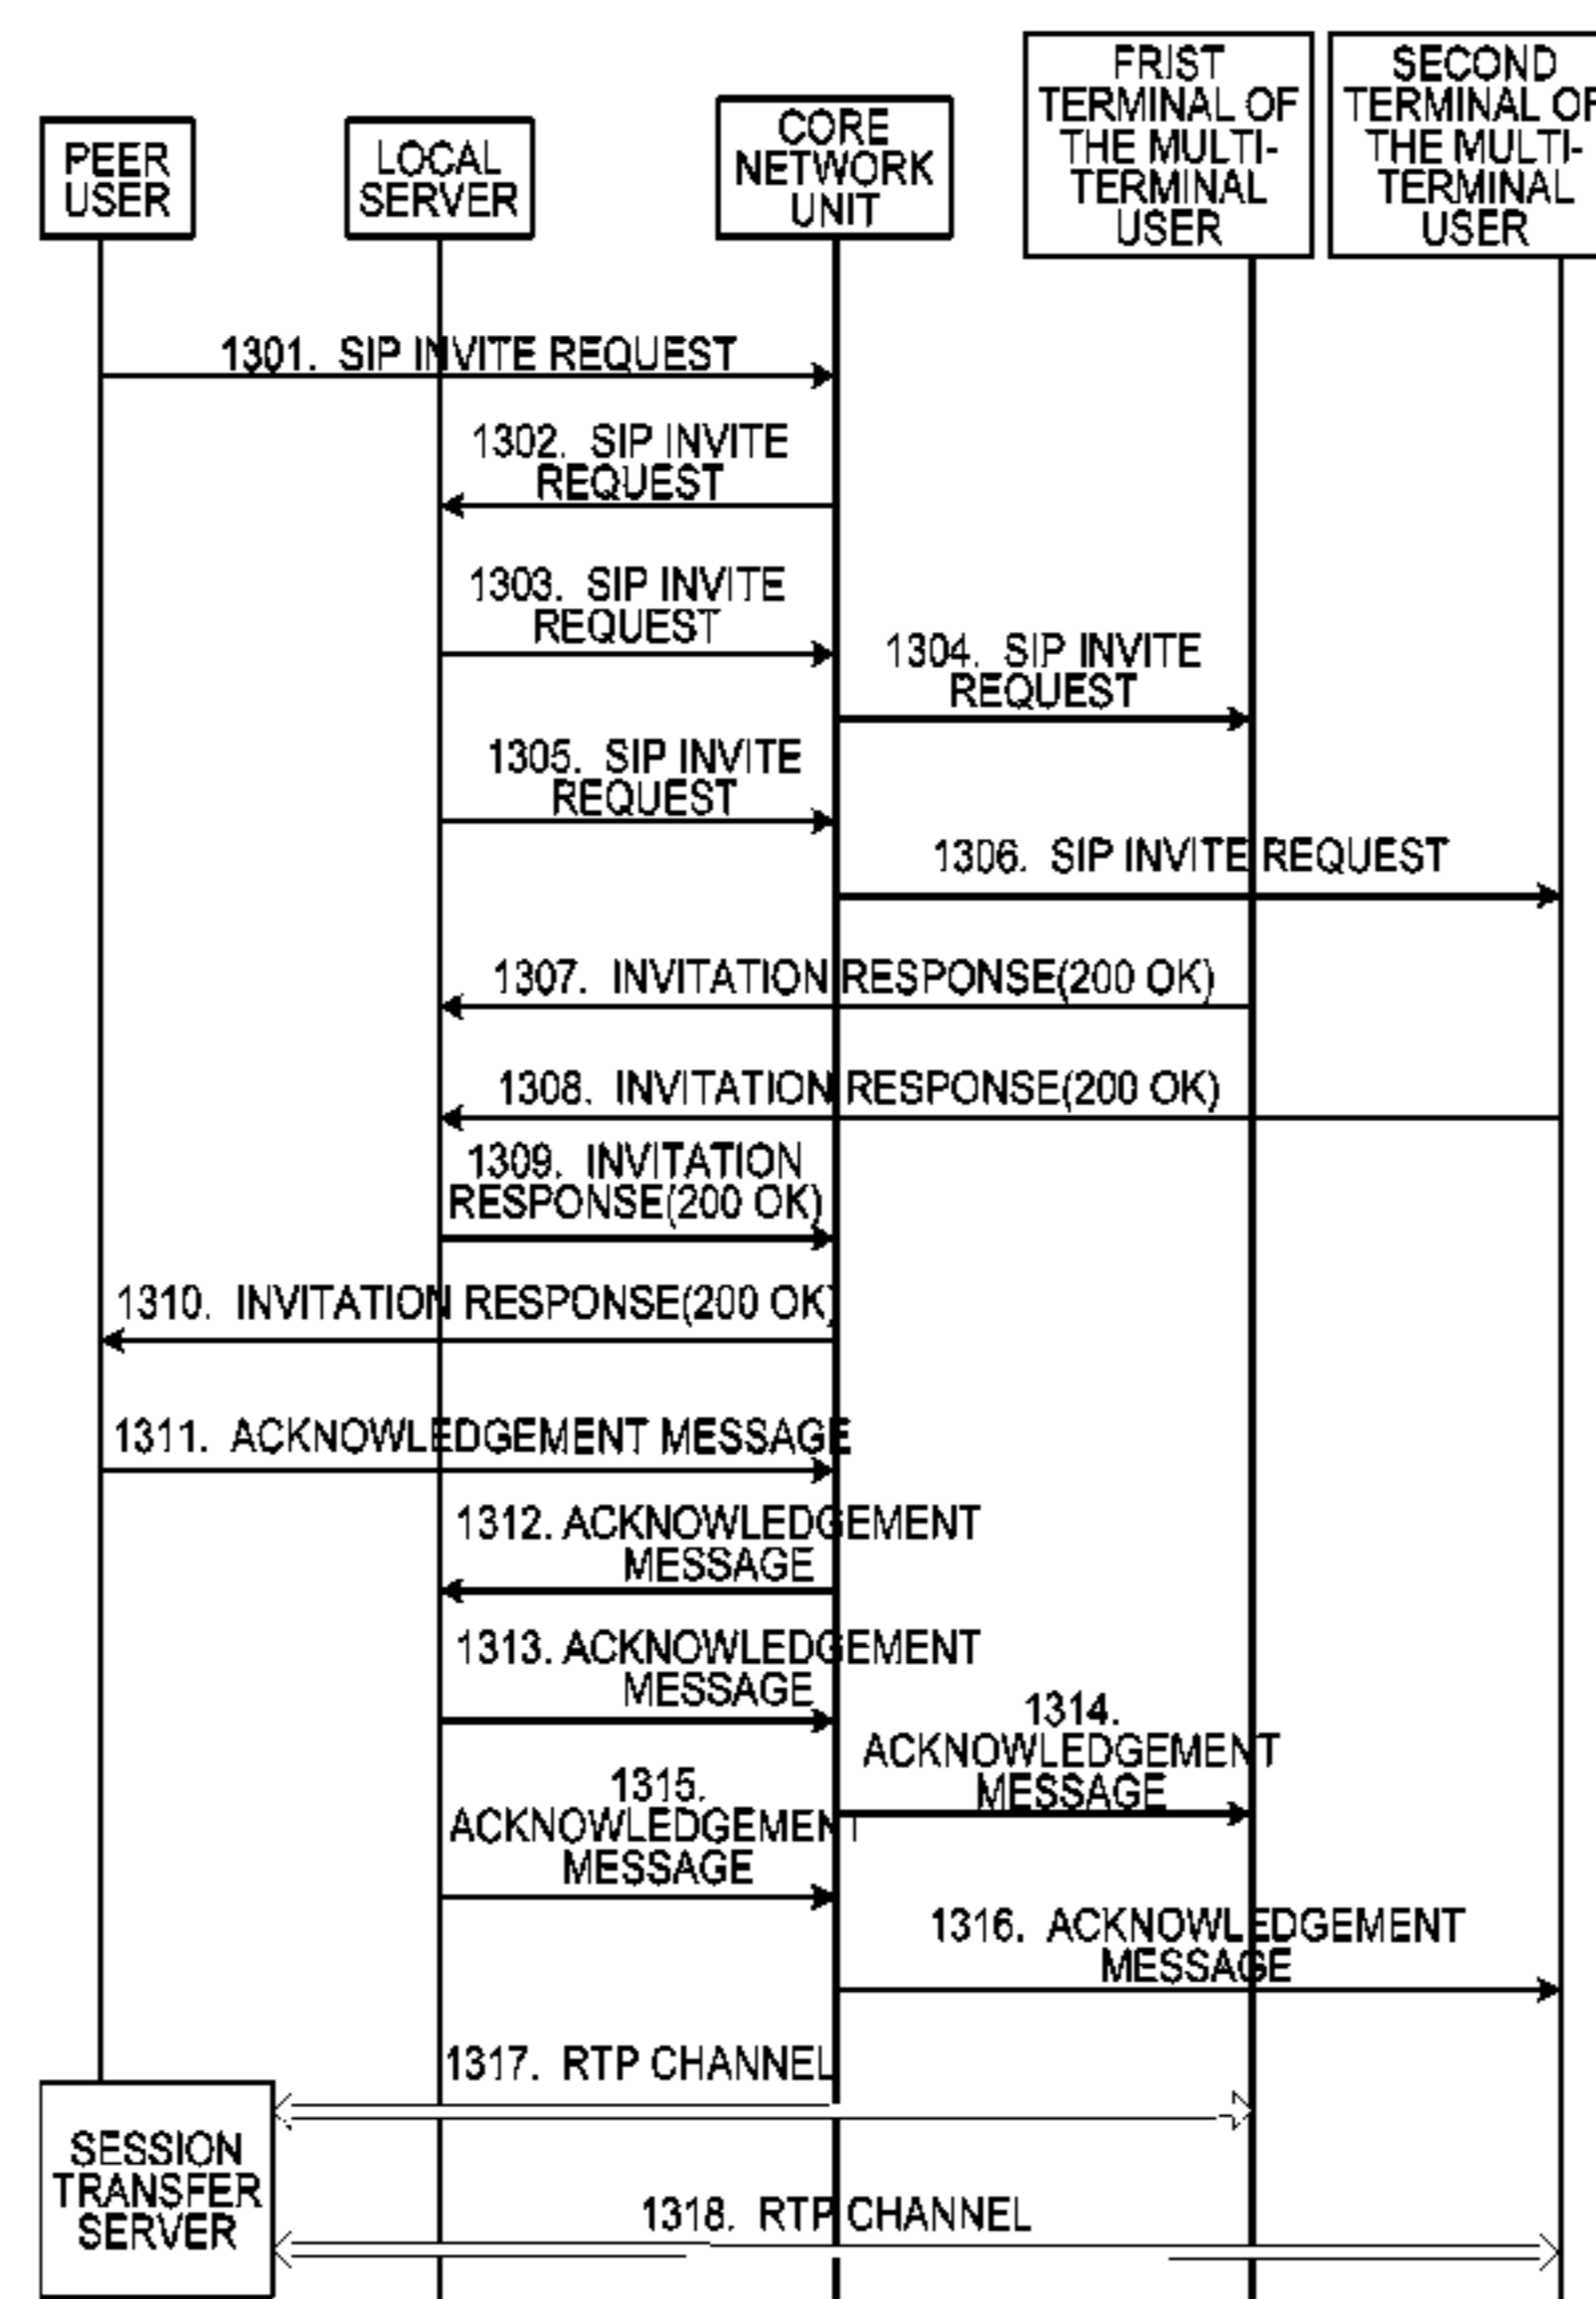 PEER
USER
LOCAL
SERVER
CORE
NETWORK
UNIT
FRIST
TERMINAL OF
THE MULTI-
TERMINAL
USER
SECOND
TERMINAL OF
THE MULTI-
TERMINAL
USER
1301. SIP INVITE REQUEST
1302. SIP INVITE
REQUEST
1303. SIP INVITE
REQUEST
1304. SIP INVITE
REQUEST
1305. SIP INVITE
REQUEST
1306. SIP INVITE REQUEST
1307. INVITATION RESPONSE(200 OK)
1308. INVITATION RESPONSE(200 OK)
1309. INVITATION
RESPONSE(200 OK)
1310. INVITATION RESPONSE(200 OK)
1311. ACKNOWLEDGEMENT MESSAGE
1312. ACKNOWLEDGEMENT
MESSAGE
1313. ACKNOWLEDGEMENT
MESSAGE
1314.
ACKNOWLEDGEMENT
MESSAGE
1315.
ACKNOWLEDGEMENT
MESSAGE
1316. ACKNOWLEDGEMENT
MESSAGE
1317. RTP CHANNEL
SESSION
TRANSFER
SERVER
1318. RTP CHANNEL